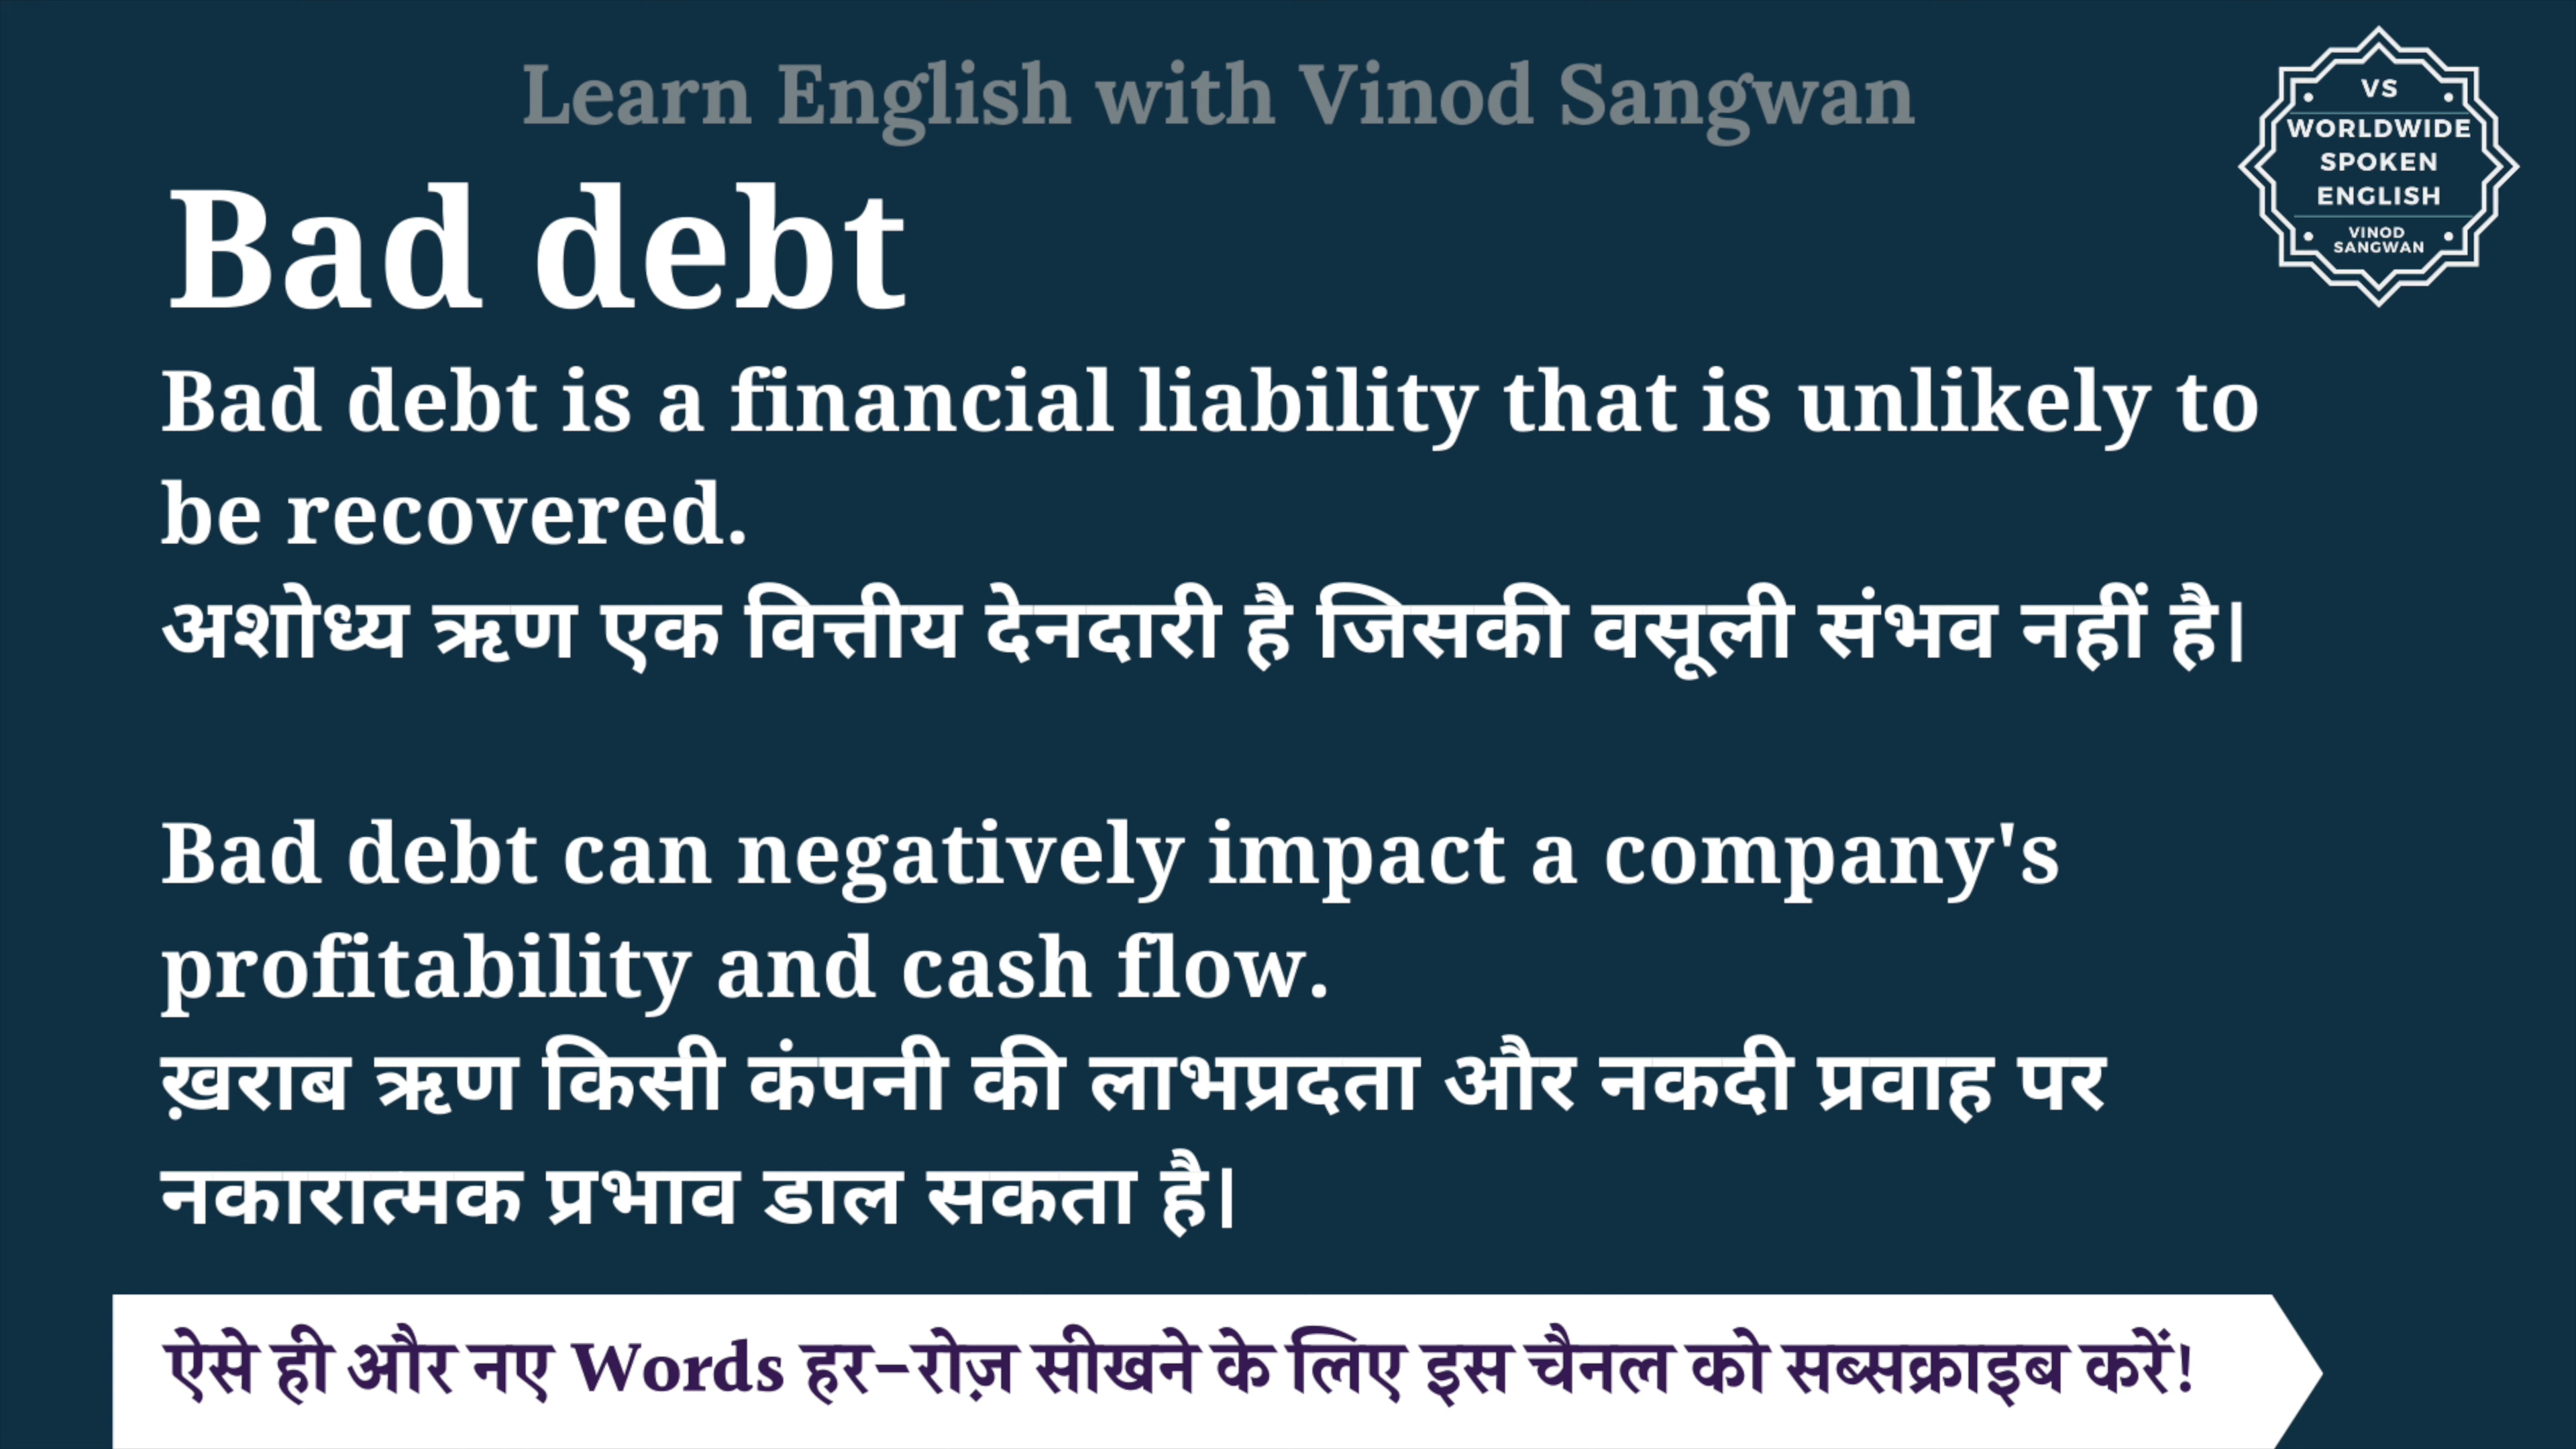 Learn English with Vinod Sangwan
VS
WORLDWIDE
SPOKEN
ENGLISH
VINOD
SANGWAN
Bad debt
Bad debt is a financial liability that is unlikely to
be recovered.
अशोध्य ऋण एक वित्तीय देनदारी है जिसकी वसूली संभव नहीं है।
Bad debt can negatively impact a company's
profitability and cash flow.
ख़राब ऋण किसी कंपनी की लाभप्रदता और नकदी प्रवाह पर
नकारात्मक प्रभाव डाल सकता है।
ऐसे ही और नए Words हर-रोज़ सीखने के लिए इस चैनल को सब्सक्राइब करें!